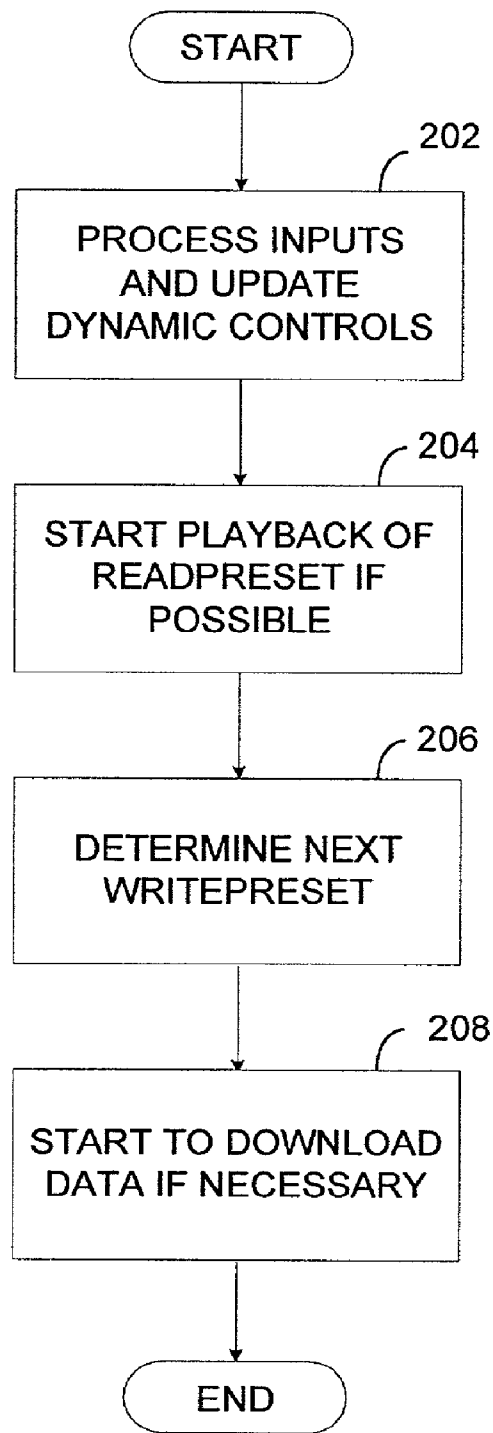 START
202
PROCESS INPUTS
AND UPDATE
DYNAMIC CONTROLS
204
START PLAYBACK OF
READPRESET IF
POSSIBLE
206
DETERMINE NEXT
WRITEPRESET
208
START TO DOWNLOAD
DATA IF NECESSARY
END